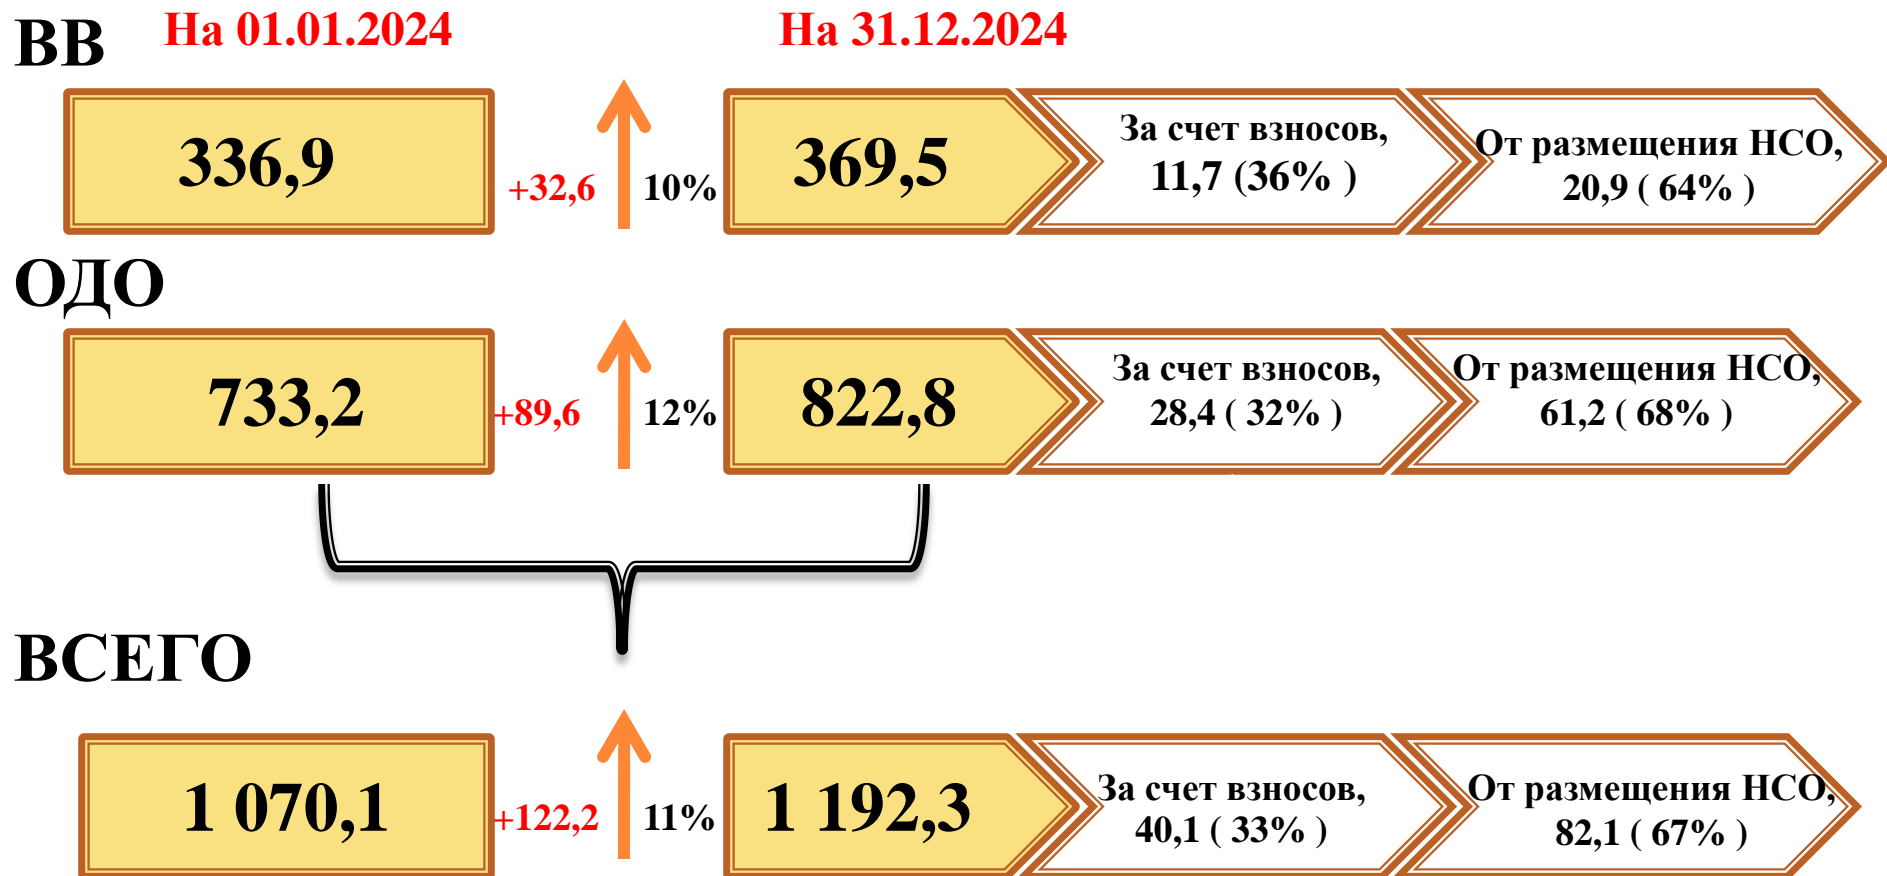 ВВ
На 01.01.2024
На 31.12.2024
336,9
+32,6
10%
369,5
За счет взносов,
11,7 (36% )
От размещения НСО,
20,9 ( 64% )
ОДО
733,2
+89,6
12%
822,8
За счет взносов,
28,4 ( 32% )
От размещения НСО,
61,2 ( 68% )
ВСЕГО
1 070,1
+122,2
11%
1 192,3
За счет взносов,
40,1 ( 33% )
От размещения НСО,
82,1 ( 67% )